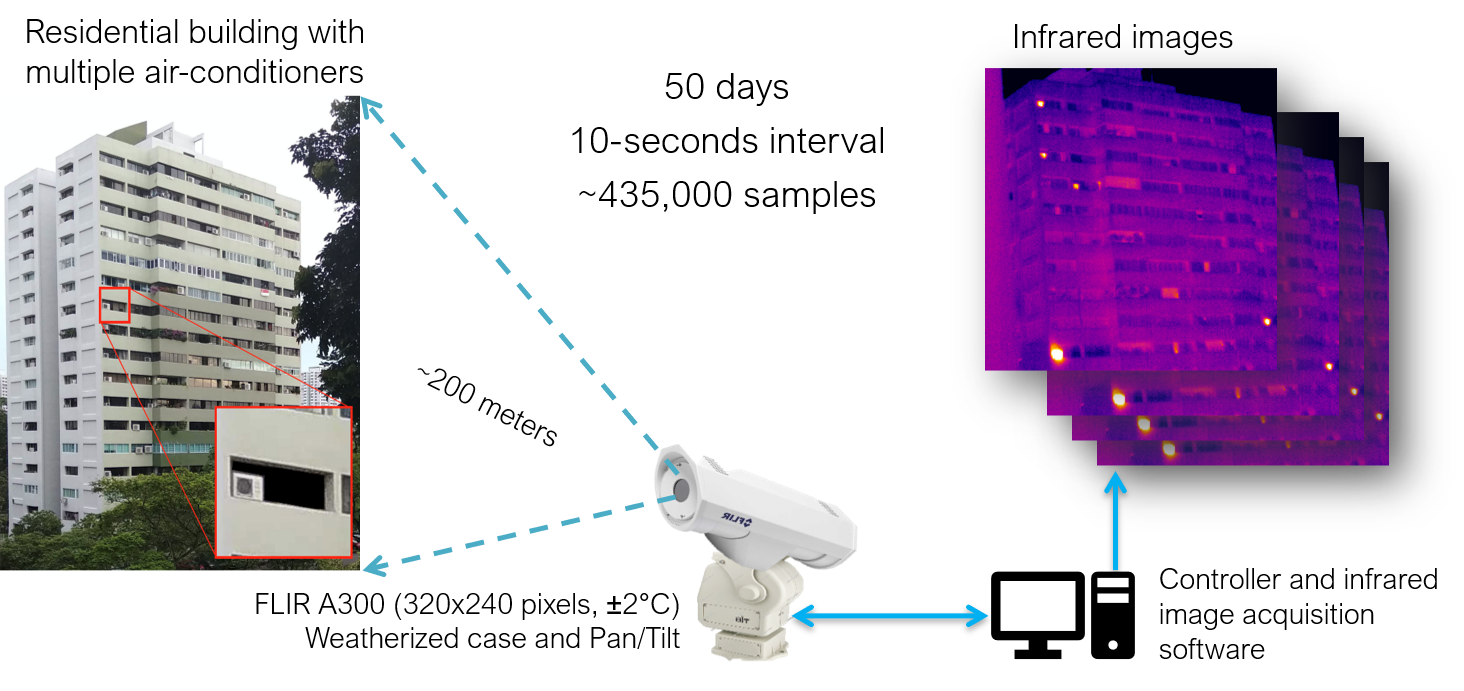 Residential building with
multiple air-conditioners
50 days
10-seconds interval
~435,000 samples
Infrared images
~200 meters
FLIR
FLIR A300 (320x240 pixels, ±2°C)
Weatherized case and Pan/Tilt
Controller and infrared
image acquisition
software